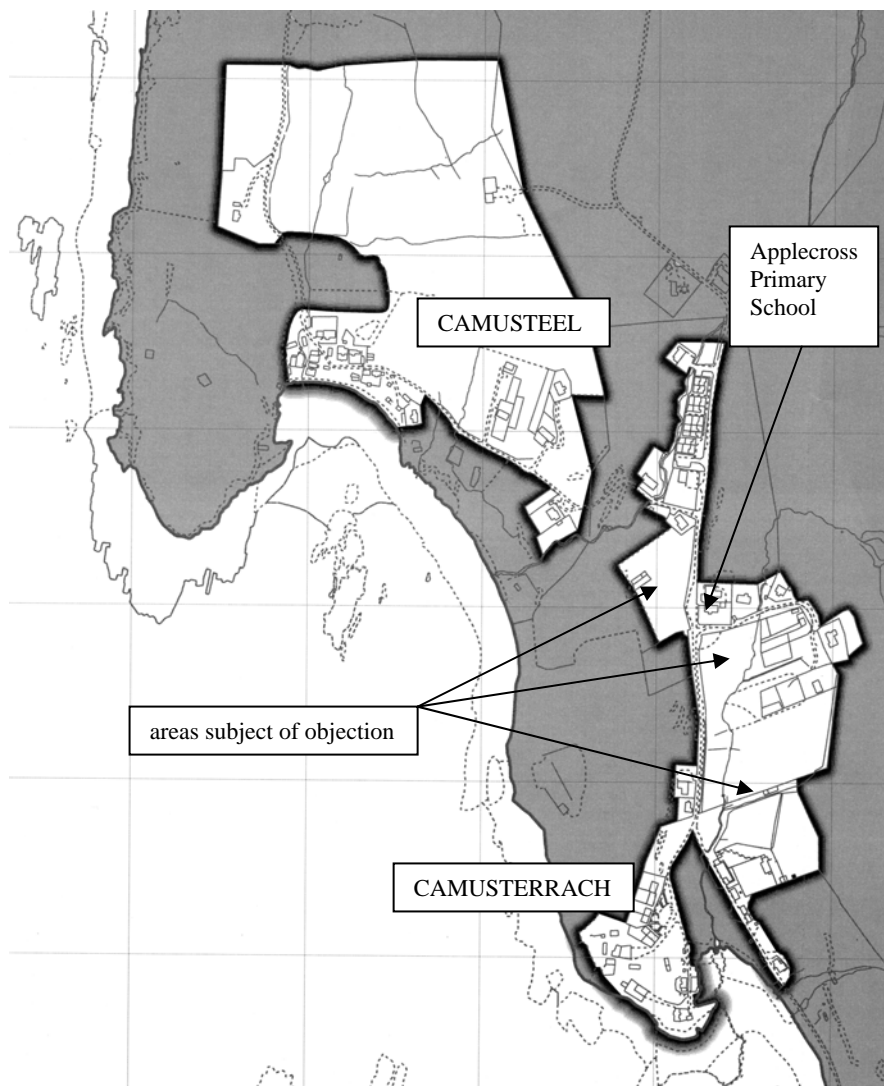 Applecross
Primary
School
CAMUSTEEL
areas subject of objection
CAMUSTERRACH